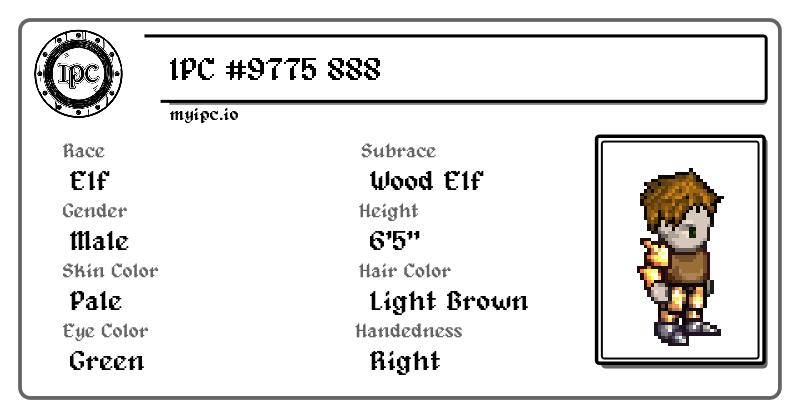 IPC
IPC #9775 888
myipc.io
Race
Elf
Subrace
Wood Elf
Gender
Male
Height
6'5"
Skin Color
Pale
Hair Color
Light Brown
Eye Color
Green
Handedness
Right